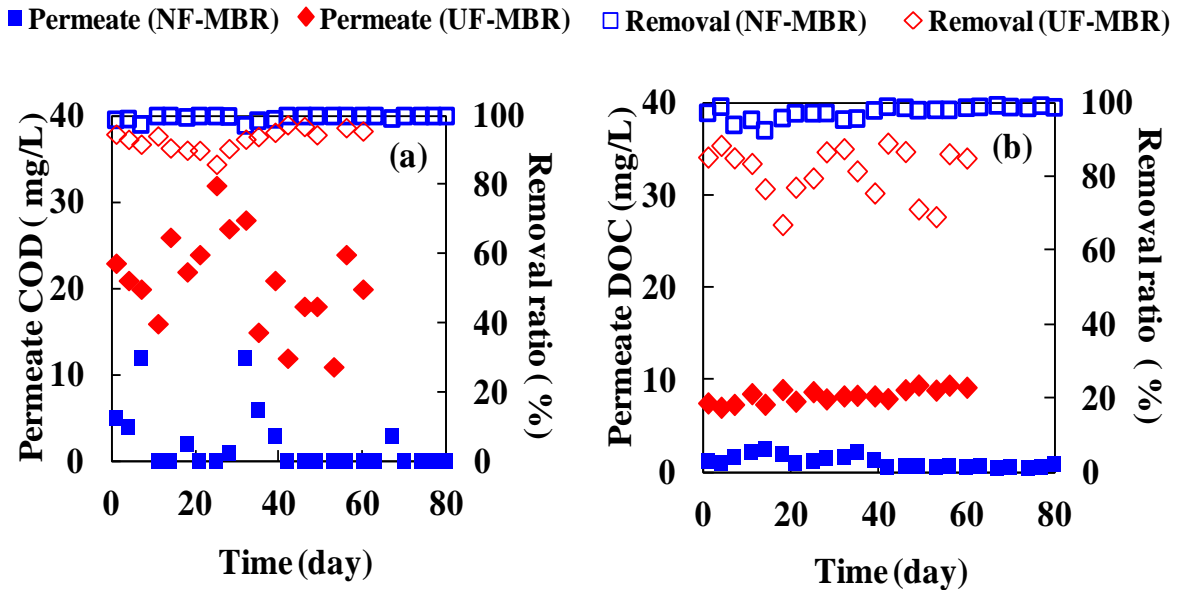 Permeate (NF-MBR) Permeate (UF-MBR) Removal (NF-MBR) Removal (UF-MBR)
Permeate COD ( mg/L)
40
30
20
10
0
(a)
100
80
60
40
20
0
Removal ratio ( %)
0 20 40 60 80
Time (day)
Permeate DOC (mg/L)
40
30
20
10
0
(b)
100
80
60
40
20
0
Removal ratio ( %)
0 20 40 60 80
Time (day)